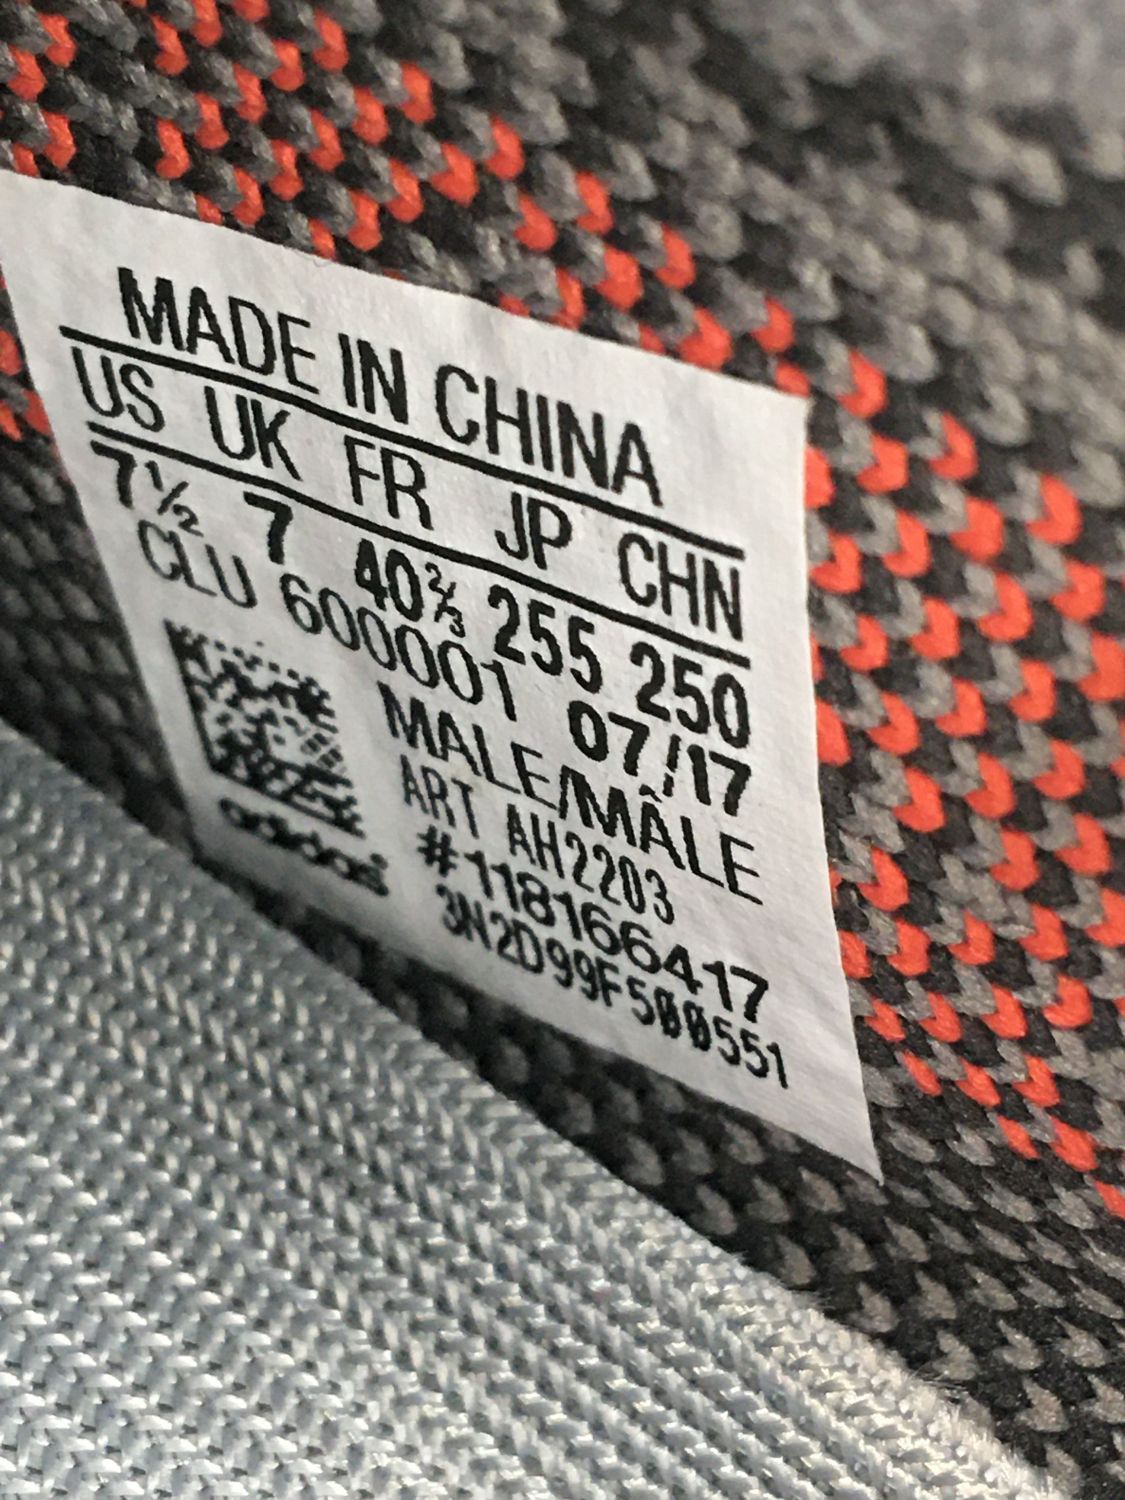 MADE IN CHINA
US UK FR JP CHN
7½ 7 40⅔ 255 250
CLU 600001 07/17
MALE/MÂLE
ART AH2203
#118166417
3N2D99F500551
adidas